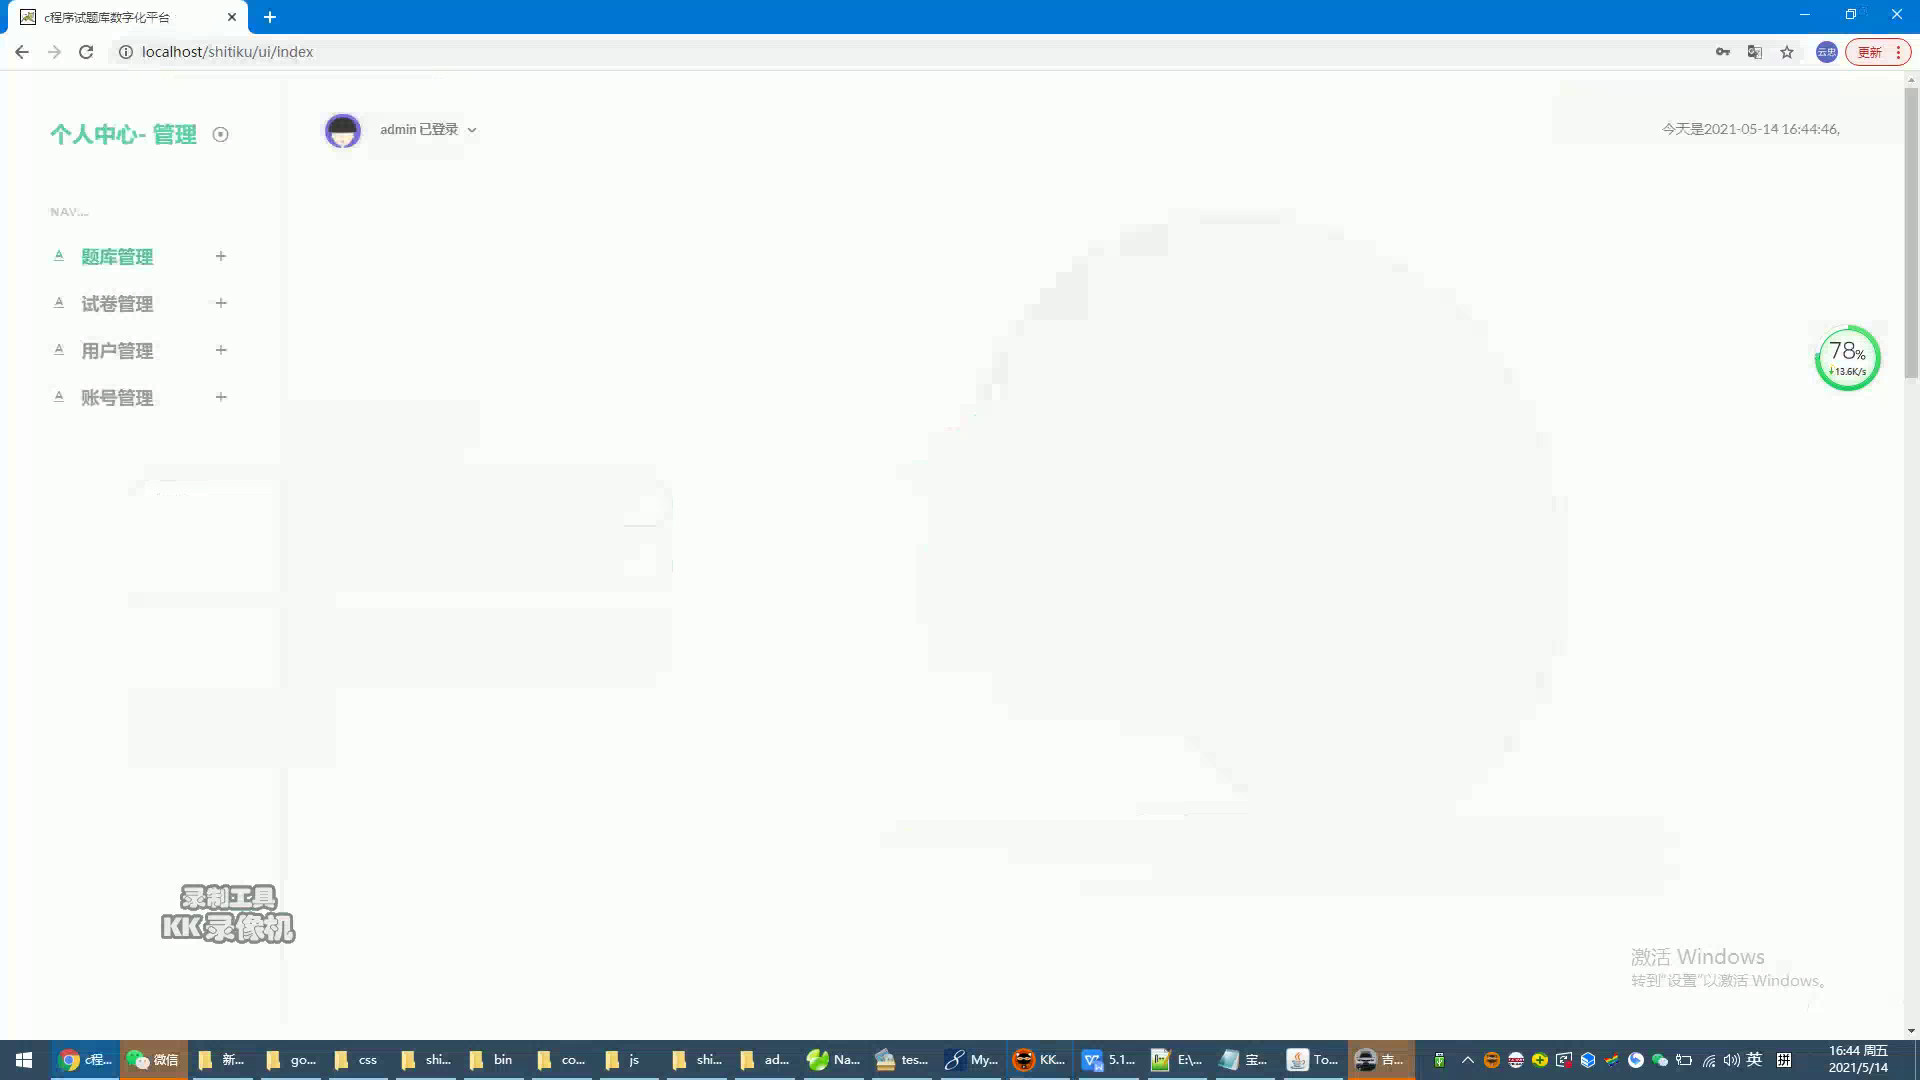 c程序试题库数字化平台
localhost/shitiku/ui/index
云忠
更新
个人中心- 管理
admin 已登录
今天是2021-05-14 16:44:46,
NAV....
题库管理
试卷管理
用户管理
账号管理
78%
13.6K/s
录制工具
KK录像机
激活 Windows
转到"设置"以激活 Windows。
c程...
微信
新...
go...
css
shi...
bin
co...
js
shi...
ad...
Na...
tes...
My...
KK...
5.1...
E:\...
宝...
To...
吉...
英
拼
16:44 周五
2021/5/14